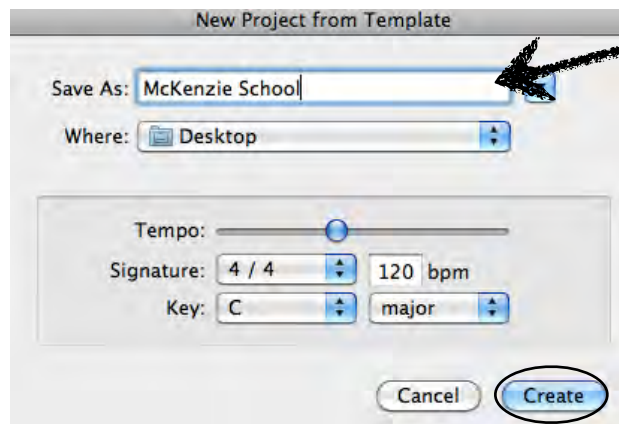 New Project from Template
Save As: McKenzie School
Where: Desktop
Tempo:
Signature: 4 / 4 120 bpm
Key: C major
Cancel Create